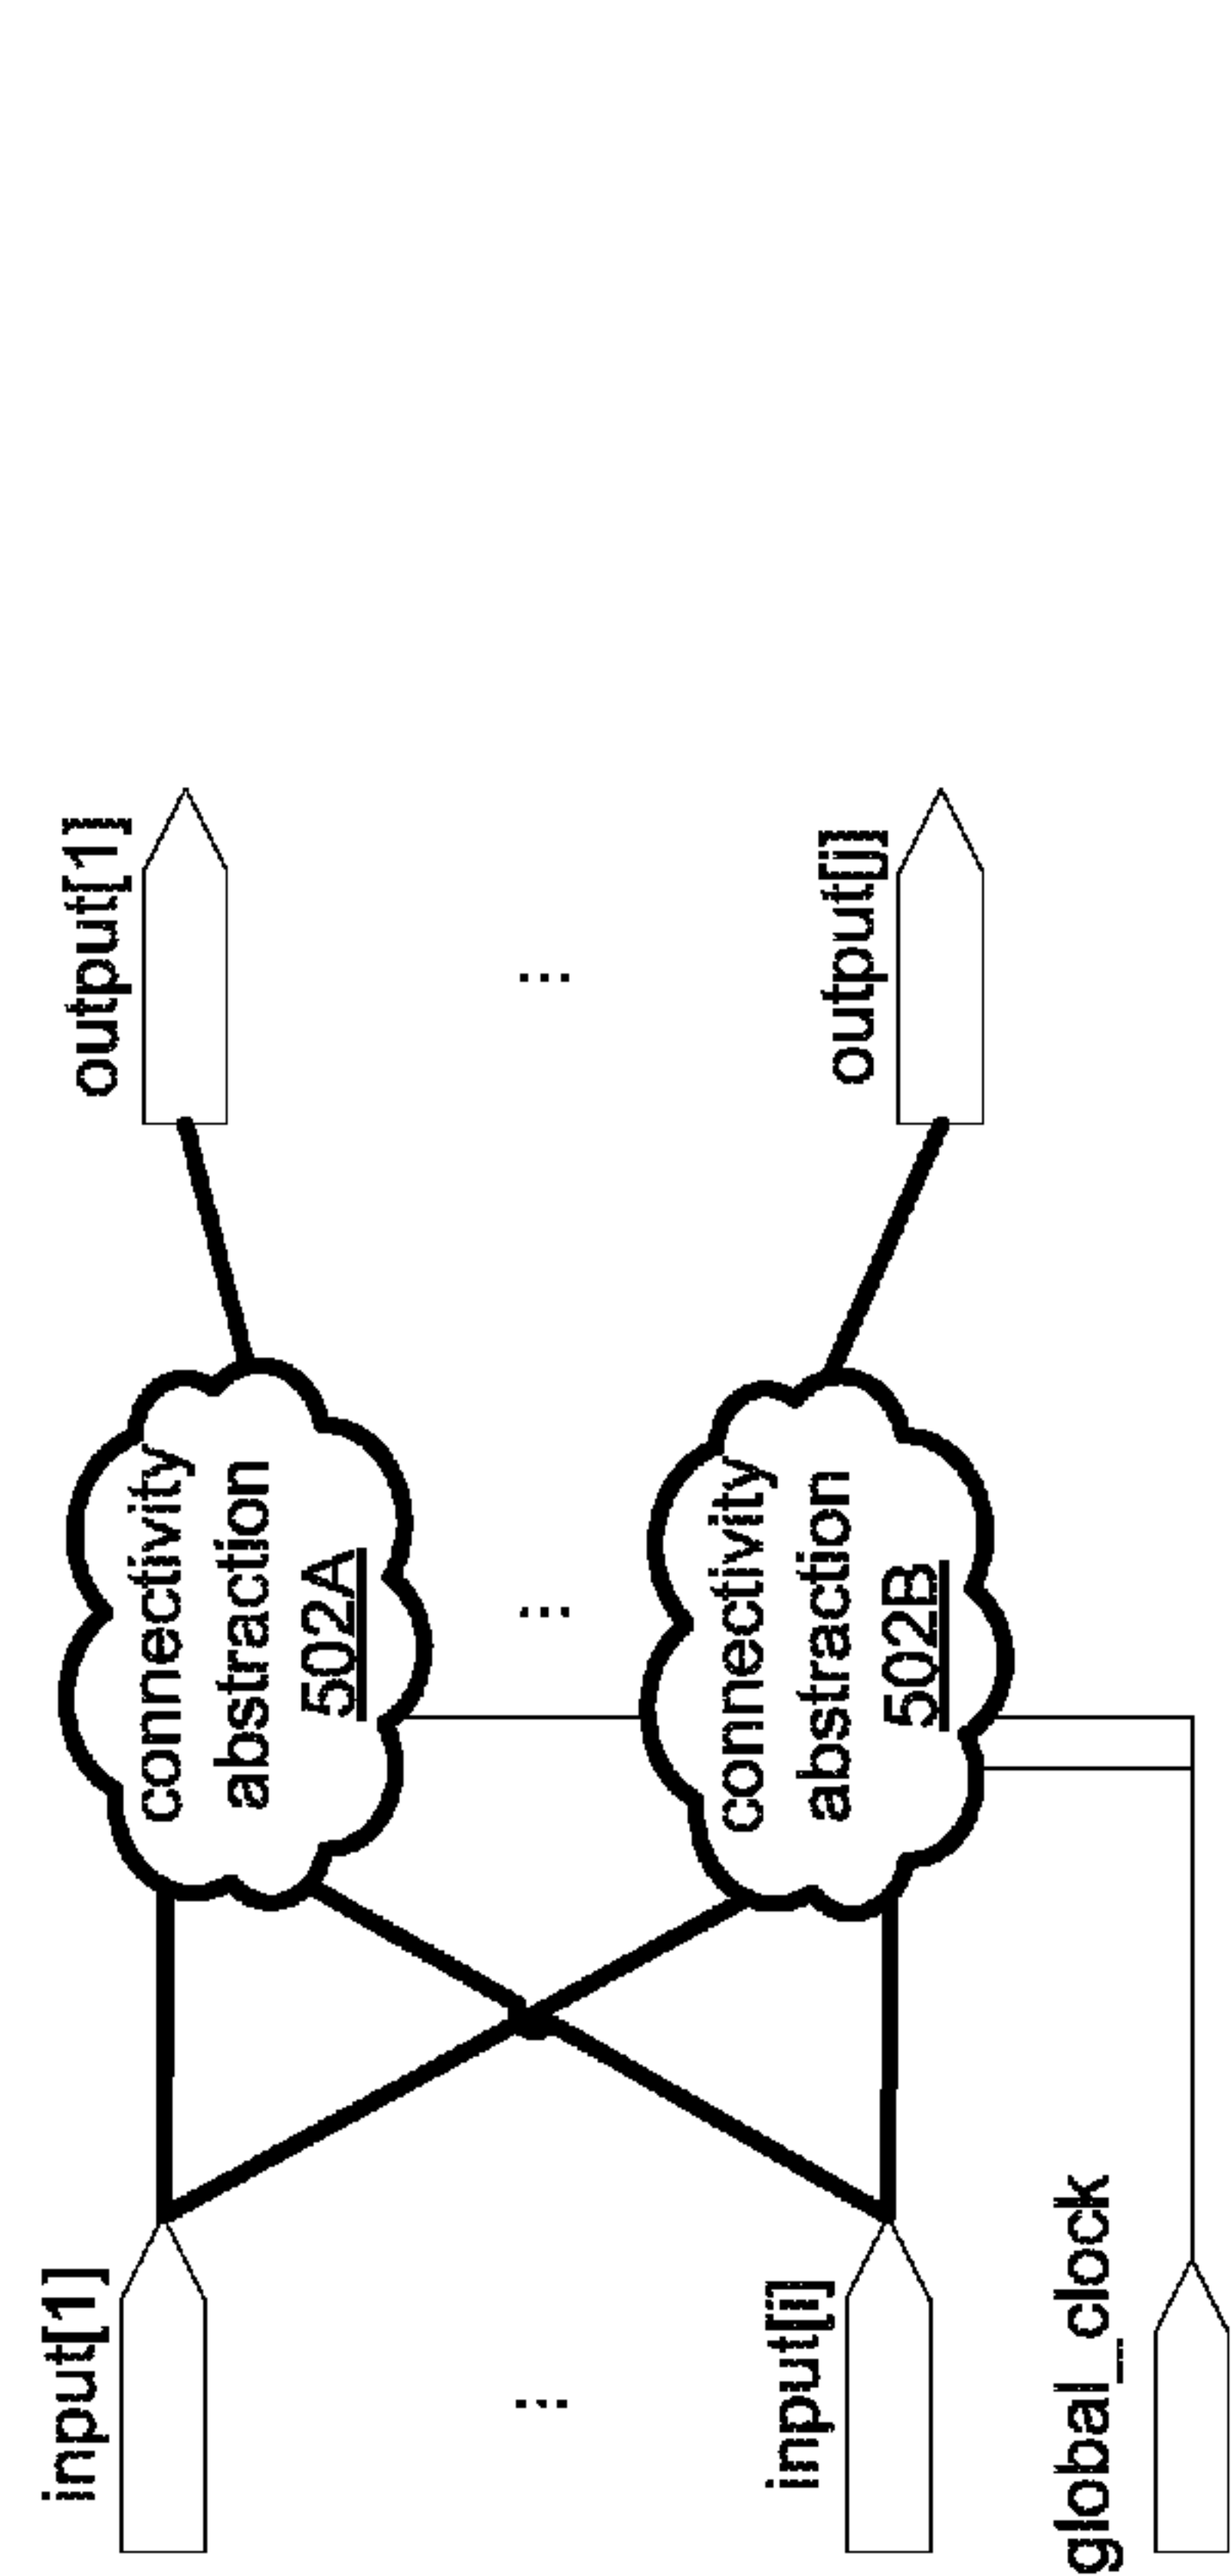 input[1]
connectivity
abstraction
502A
output[1]
...
...
...
input[i]
connectivity
abstraction
502B
output[j]
global_clock